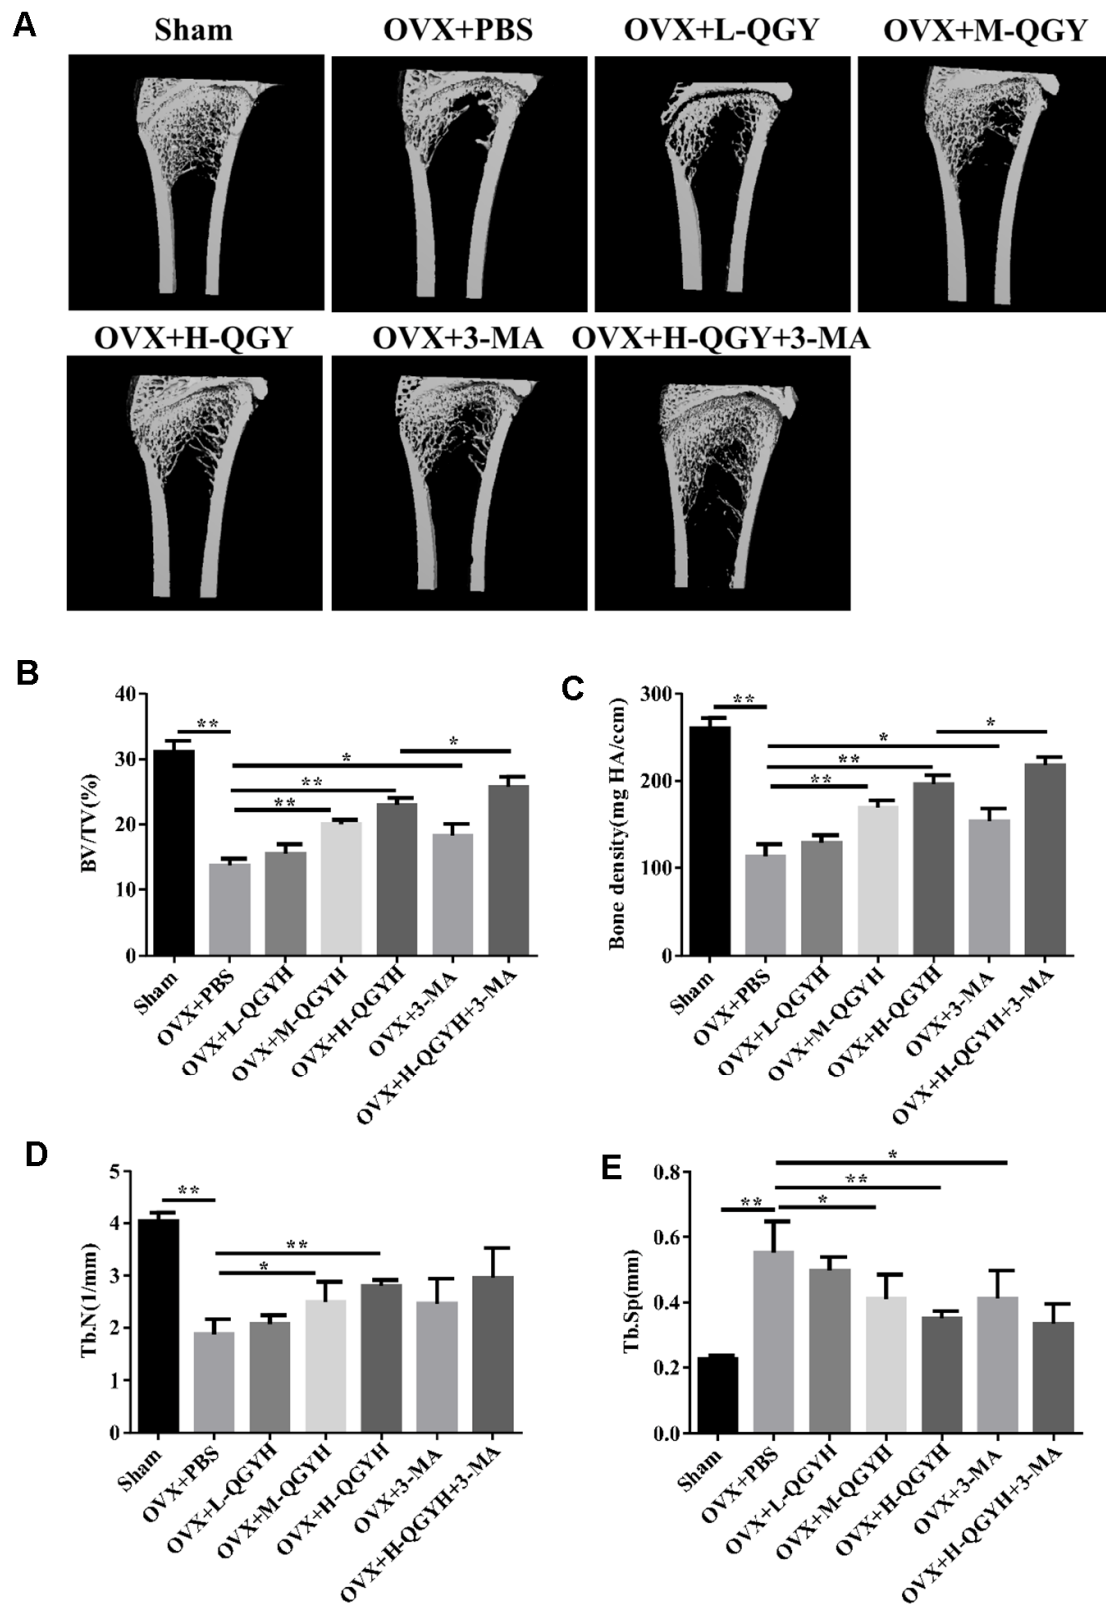 A
Sham OVX+PBS OVX+L-QGY OVX+M-QGY
OVX+H-QGY OVX+3-MA OVX+H-QGY+3-MA
B
BV/TV(%)
40
30
20
10
0
**
*
*
**
**
Sham
OVX+PBS
OVX+L-QGYH
OVX+M-QGYH
OVX+H-QGYH
OVX+3-MA
OVX+H-QGYH+3-MA
C
Bone density(mg HA/ccm)
300
200
100
0
**
*
*
**
**
Sham
OVX+PBS
OVX+L-QGYH
OVX+M-QGYH
OVX+H-QGYH
OVX+3-MA
OVX+H-QGYH+3-MA
D
Tb.N(1/mm)
5
4
3
2
1
0
**
**
*
Sham
OVX+PBS
OVX+L-QGYH
OVX+M-QGYH
OVX+H-QGYH
OVX+3-MA
OVX+H-QGYH+3-MA
E
Tb.Sp(mm)
0.8
0.6
0.4
0.2
0.0
*
**
**
*
Sham
OVX+PBS
OVX+L-QGYH
OVX+M-QGYH
OVX+H-QGYH
OVX+3-MA
OVX+H-QGYH+3-MA